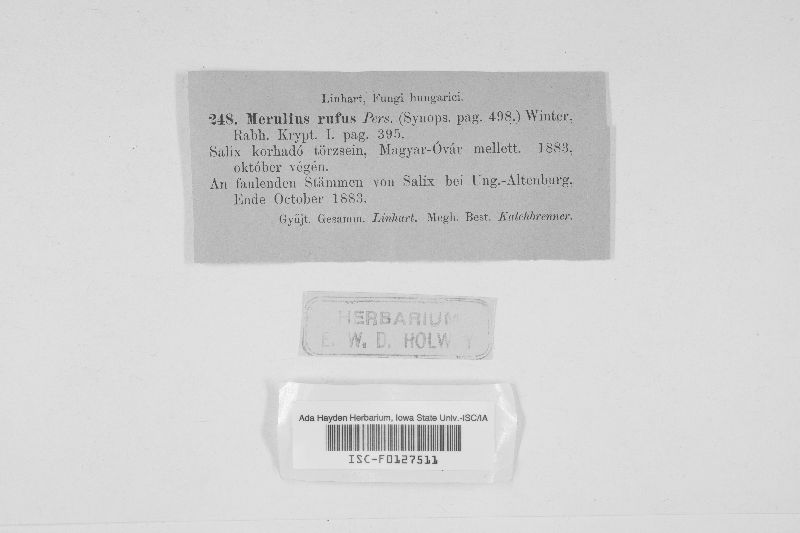 Linhart, Fungi hungarici.
248. Merulius rufus Pers. (Synops. pag. 498.) Winter,
Rabh. Krypt. I. pag. 395.
Salix korhadó törzsein, Magyar-Óvár mellett. 1883,
október végén.
An faulenden Stämmen von Salix bei Ung.-Altenburg,
Ende October 1883.
Gyüjt. Gesamm. Linhart. Megh. Best. Kalchbrenner.
HERBARIUM
E. W. D. HOLWAY
Ada Hayden Herbarium, Iowa State Univ.-ISC/IA
ISC-F0127511